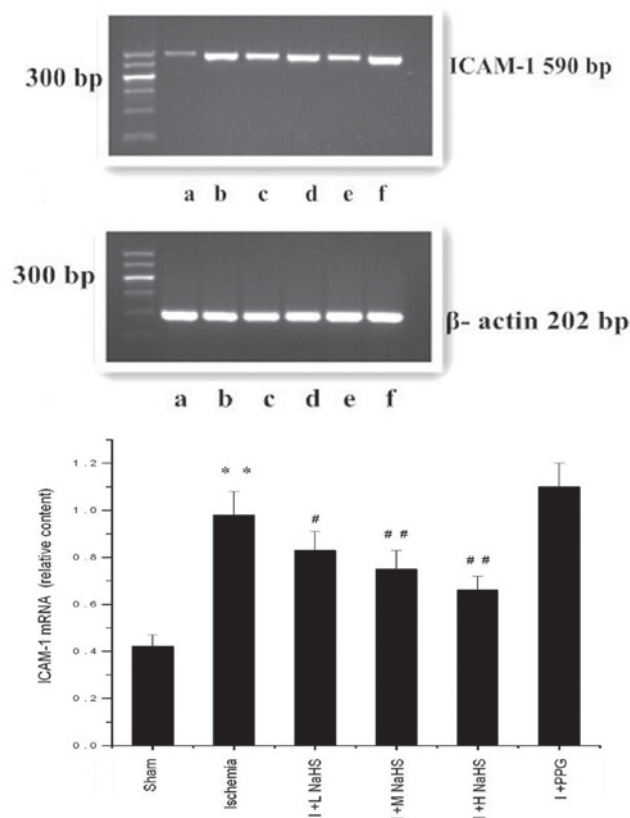 300 bp
ICAM-1 590 bp
a b c d e f
300 bp
β- actin 202 bp
a b c d e f
ICAM-1 mRNA (relative content)
1.2
1.0
0.8
0.6
0.4
0.2
0.0
* *
#
# #
# #
Sham
Ischemia
I +L NaHS
I +M NaHS
I +H NaHS
I +PPG